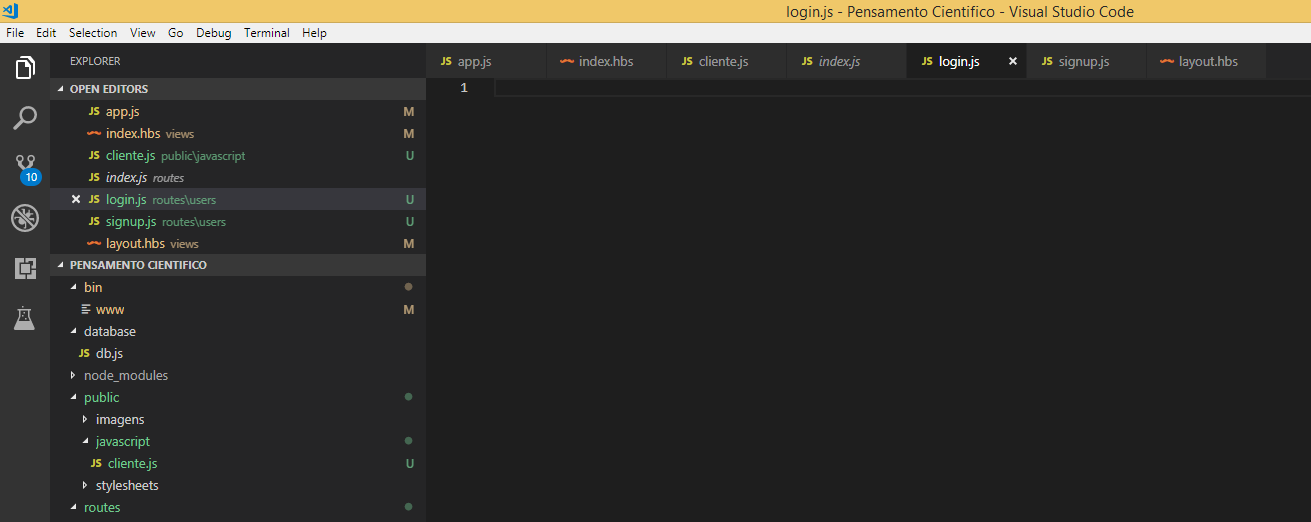 login.js - Pensamento Cientifico - Visual Studio Code
File Edit Selection View Go Debug Terminal Help
EXPLORER
JS app.js index.hbs JS cliente.js JS index.js JS login.js × JS signup.js layout.hbs
OPEN EDITORS
1
JS app.js M
index.hbs views M
JS cliente.js public\javascript U
JS index.js routes
× JS login.js routes\users U
JS signup.js routes\users U
layout.hbs views M
10
PENSAMENTO CIENTIFICO
bin
www M
database
JS db.js
node_modules
public
imagens
javascript
JS cliente.js U
stylesheets
routes